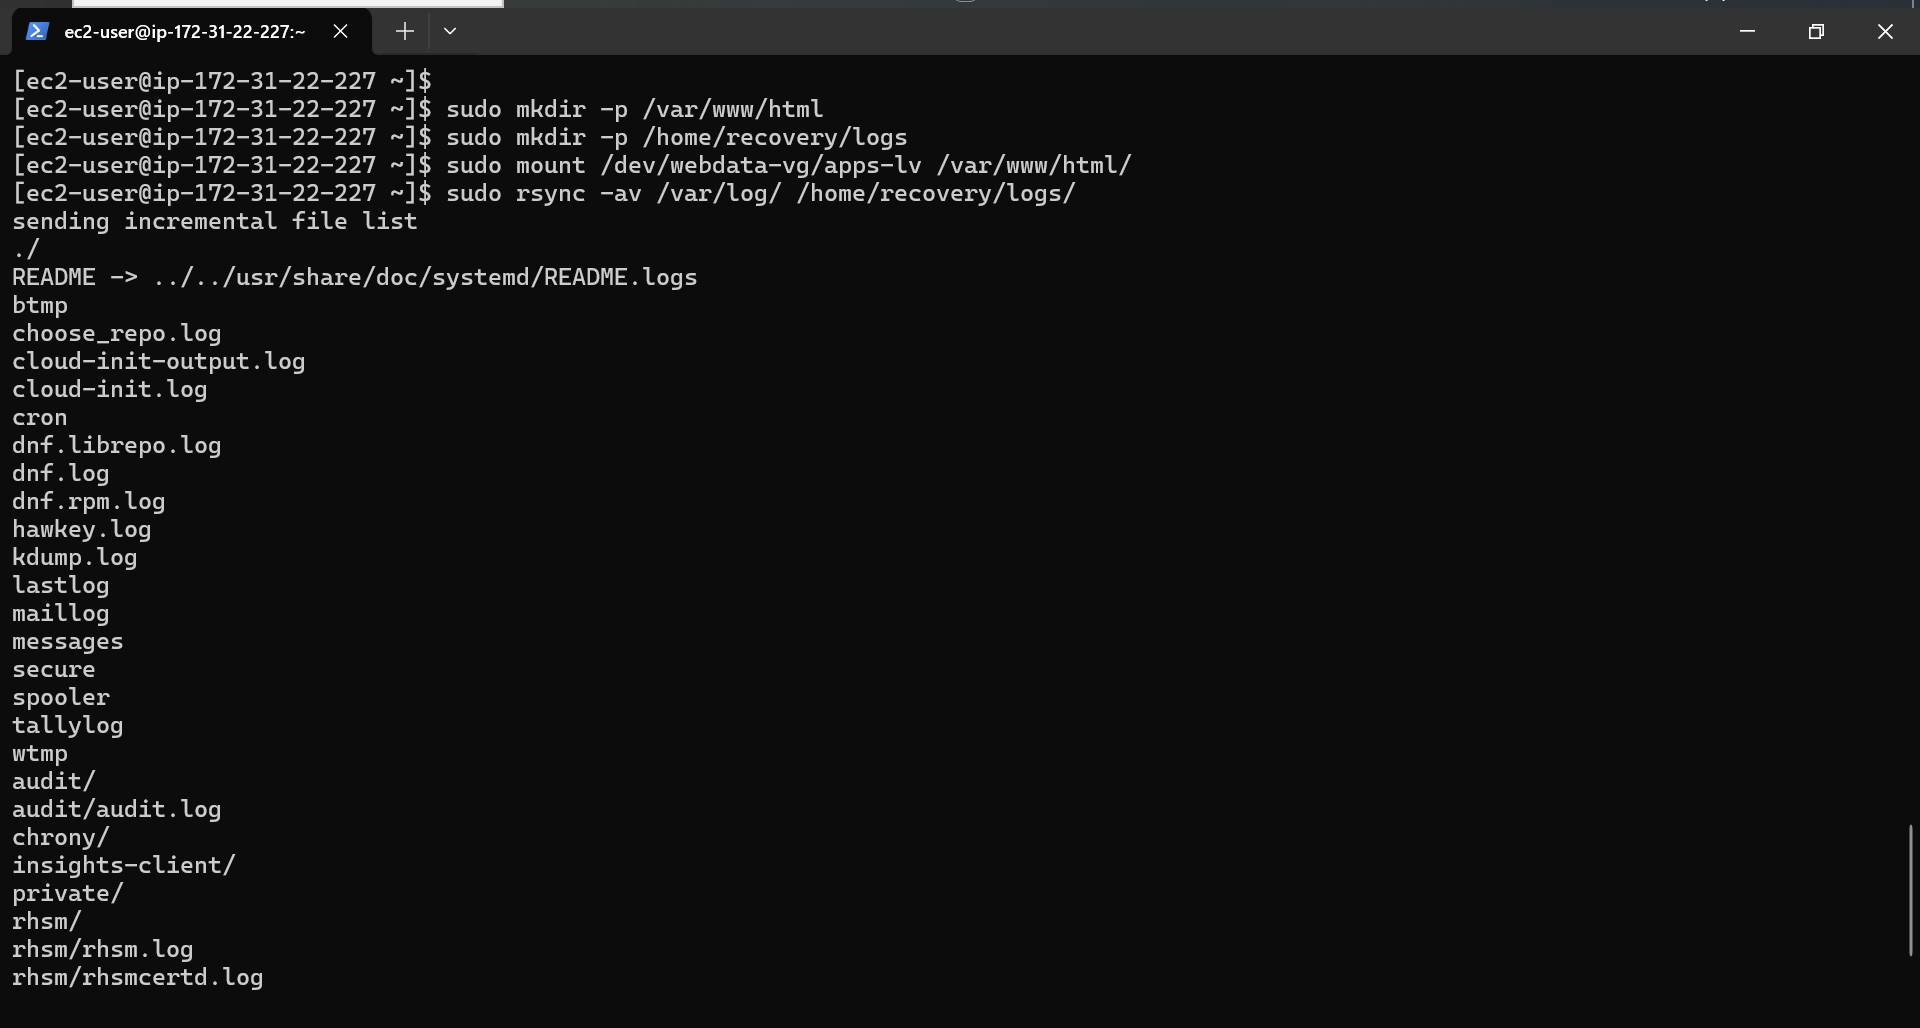 ec2-user@ip-172-31-22-227:~
[ec2-user@ip-172-31-22-227 ~]$
[ec2-user@ip-172-31-22-227 ~]$ sudo mkdir -p /var/www/html
[ec2-user@ip-172-31-22-227 ~]$ sudo mkdir -p /home/recovery/logs
[ec2-user@ip-172-31-22-227 ~]$ sudo mount /dev/webdata-vg/apps-lv /var/www/html/
[ec2-user@ip-172-31-22-227 ~]$ sudo rsync -av /var/log/ /home/recovery/logs/
sending incremental file list
./
README -> ../../usr/share/doc/systemd/README.logs
btmp
choose_repo.log
cloud-init-output.log
cloud-init.log
cron
dnf.librepo.log
dnf.log
dnf.rpm.log
hawkey.log
kdump.log
lastlog
maillog
messages
secure
spooler
tallylog
wtmp
audit/
audit/audit.log
chrony/
insights-client/
private/
rhsm/
rhsm/rhsm.log
rhsm/rhsmcertd.log